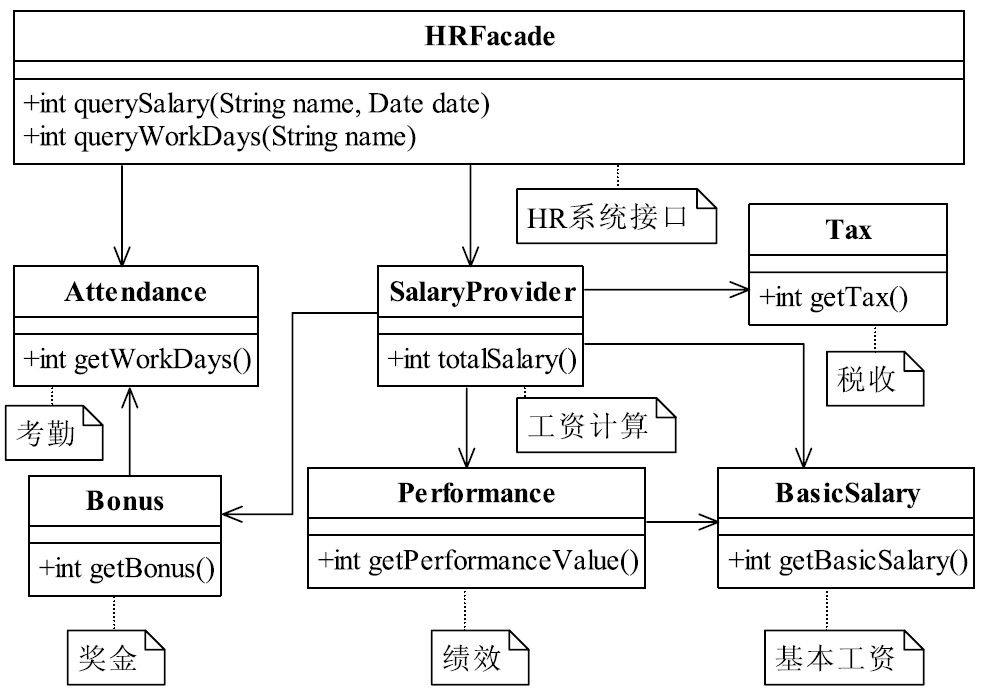 HRFacade
+int querySalary(String name, Date date)
+int queryWorkDays(String name)
HR系统接口
Tax
+int getTax()
税收
Attendance
+int getWorkDays()
考勤
SalaryProvider
+int totalSalary()
工资计算
Bonus
+int getBonus()
奖金
Performance
+int getPerformanceValue()
绩效
BasicSalary
+int getBasicSalary()
基本工资